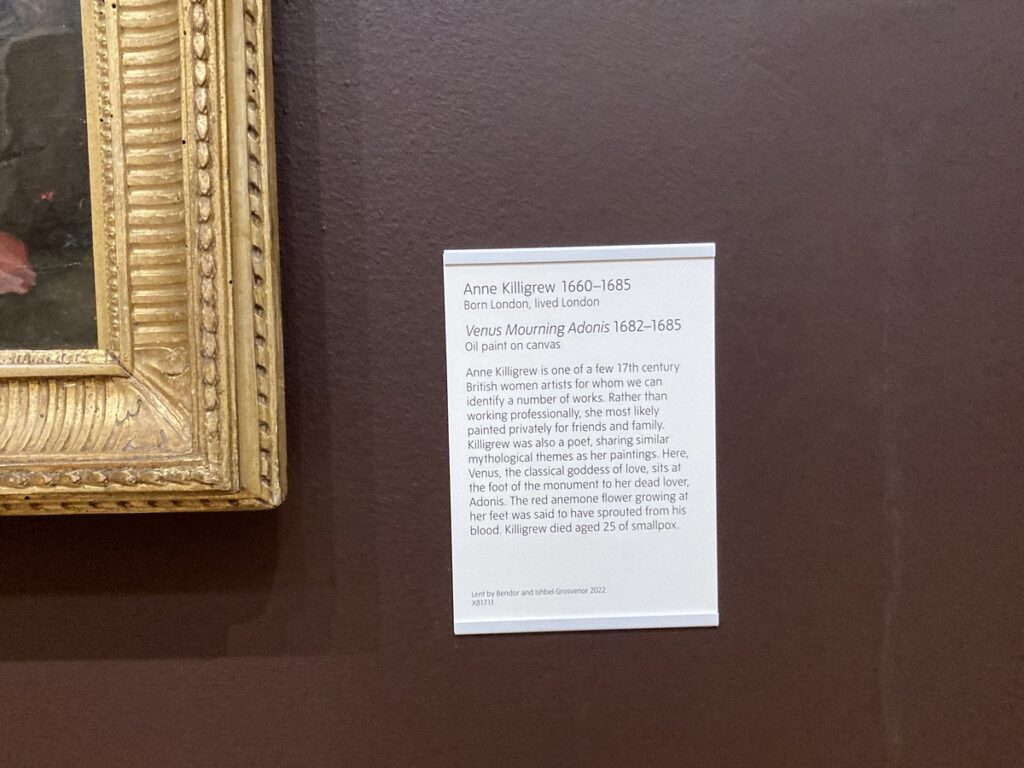 Anne Killigrew 1660–1685
Born London, lived London
Venus Mourning Adonis 1682–1685
Oil paint on canvas
Anne Killigrew is one of a few 17th century
British women artists for whom we can
identify a number of works. Rather than
working professionally, she most likely
painted privately for friends and family.
Killigrew was also a poet, sharing similar
mythological themes as her paintings. Here,
Venus, the classical goddess of love, sits at
the foot of the monument to her dead lover,
Adonis. The red anemone flower growing at
her feet was said to have sprouted from his
blood. Killigrew died aged 25 of smallpox.
Lent by Bendor and Ishbel Grosvenor 2022
X81711